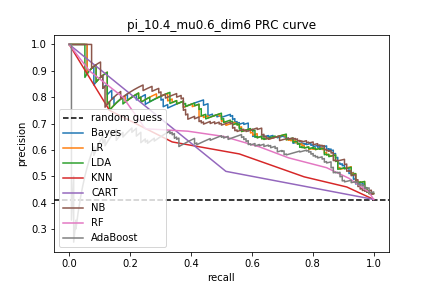 pi_10.4_mu0.6_dim6 PRC curve
1.0
0.9
0.8
0.7
0.6
0.5
0.4
0.3
precision
random guess
Bayes
LR
LDA
KNN
CART
NB
RF
AdaBoost
0.0 0.2 0.4 0.6 0.8 1.0
recall